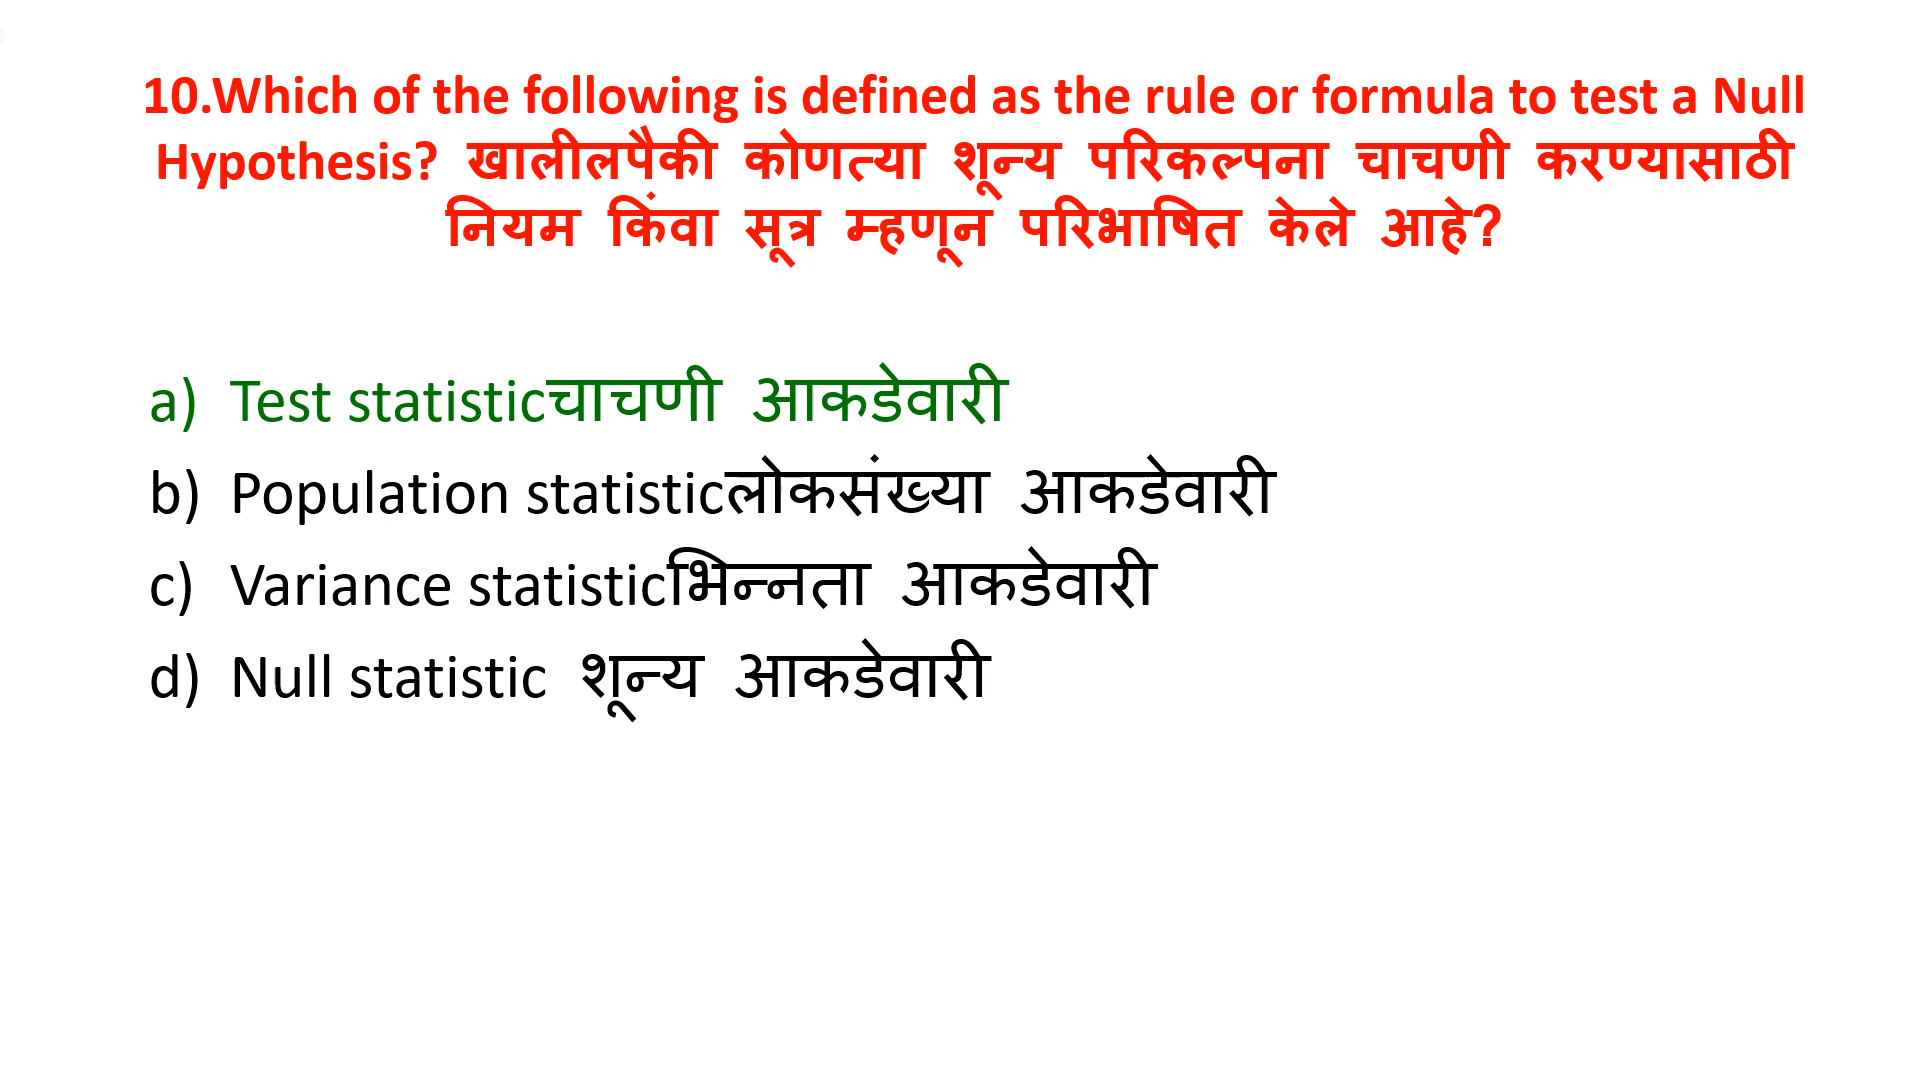 10.Which of the following is defined as the rule or formula to test a Null
Hypothesis? खालीलपैकी कोणत्या शून्य परिकल्पना चाचणी करण्यासाठी
नियम किंवा सूत्र म्हणून परिभाषित केले आहे?
a) Test statisticचाचणी आकडेवारी
b) Population statisticलोकसंख्या आकडेवारी
c) Variance statisticभिन्नता आकडेवारी
d) Null statistic शून्य आकडेवारी